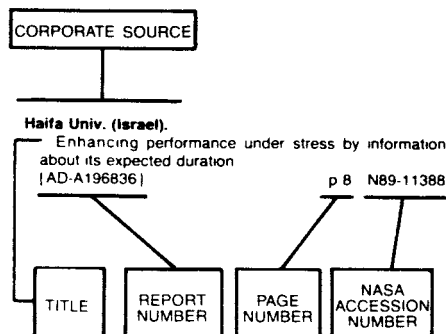 CORPORATE SOURCE
Haifa Univ. (Israel).
Enhancing performance under stress by information
about its expected duration
[AD-A196836] p 8 N89-11388
TITLE
REPORT NUMBER
PAGE NUMBER
NASA ACCESSION NUMBER